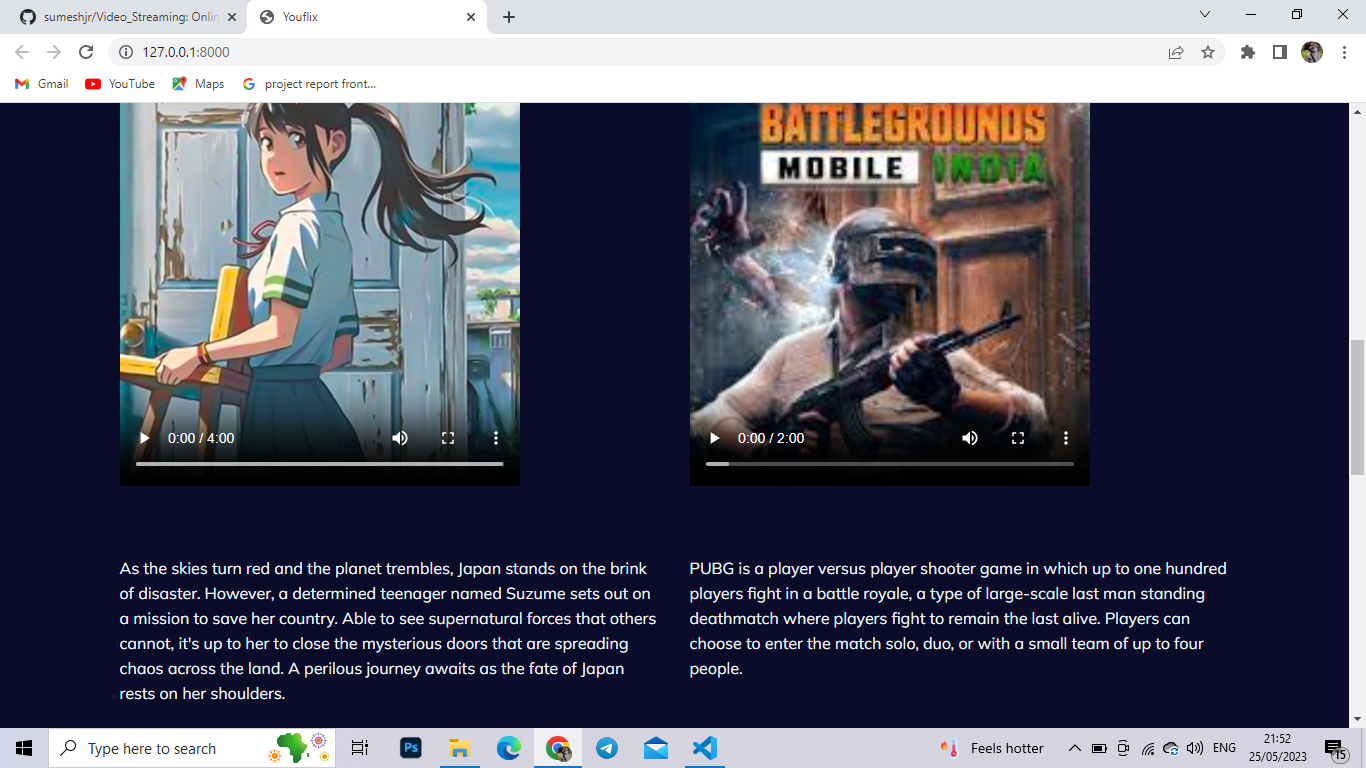 sumeshjr/Video_Streaming: Onlin
Youflix
127.0.0.1:8000
Gmail
YouTube
Maps
project report front...
BATTLEGROUNDS
MOBILE INDIA
0:00 / 4:00
0:00 / 2:00
As the skies turn red and the planet trembles, Japan stands on the brink
of disaster. However, a determined teenager named Suzume sets out on
a mission to save her country. Able to see supernatural forces that others
cannot, it's up to her to close the mysterious doors that are spreading
chaos across the land. A perilous journey awaits as the fate of Japan
rests on her shoulders.
PUBG is a player versus player shooter game in which up to one hundred
players fight in a battle royale, a type of large-scale last man standing
deathmatch where players fight to remain the last alive. Players can
choose to enter the match solo, duo, or with a small team of up to four
people.
Type here to search
Ps
Feels hotter
ENG
21:52
25/05/2023
15